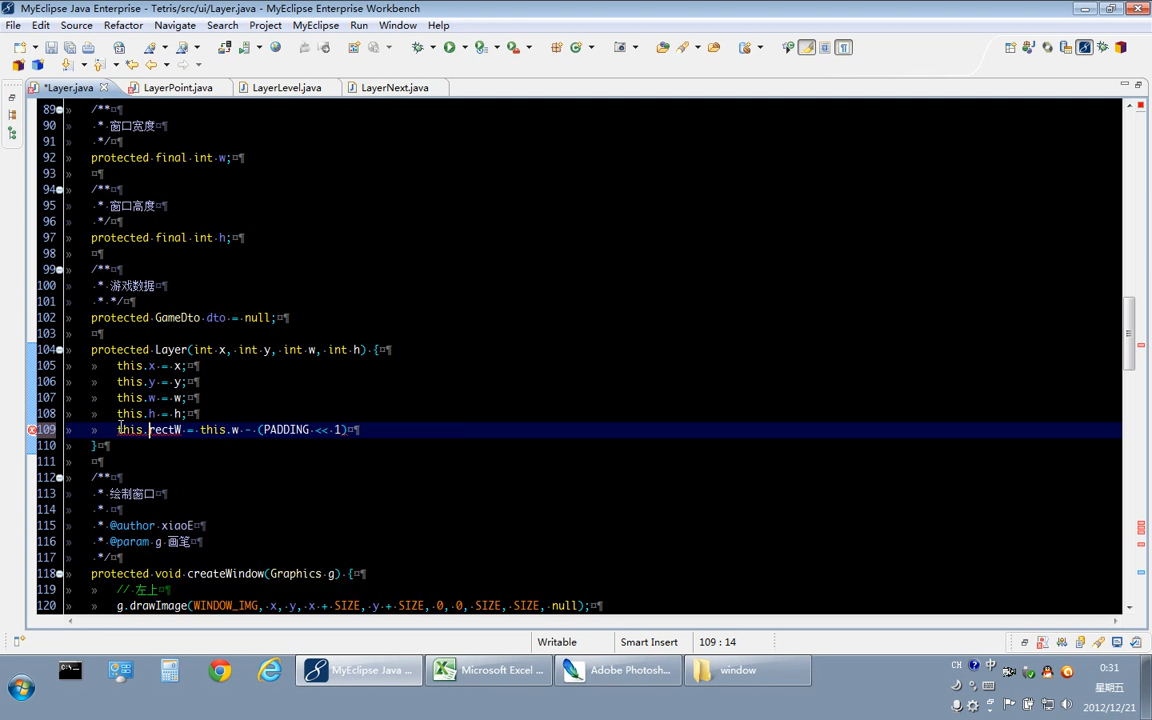 MyEclipse Java Enterprise - Tetris/src/ui/Layer.java - MyEclipse Enterprise Workbench
File Edit Source Refactor Navigate Search Project MyEclipse Run Window Help
*Layer.java LayerPoint.java LayerLevel.java LayerNext.java
89 /**
90 * 窗口宽度
91 */
92 protected final int w;
93
94 /**
95 * 窗口高度
96 */
97 protected final int h;
98
99 /**
100 * 游戏数据
101 * */
102 protected GameDto dto = null;
103
104 protected Layer(int x, int y, int w, int h) {
105 this.x = x;
106 this.y = y;
107 this.w = w;
108 this.h = h;
109 this.rectW = this.w - (PADDING << 1)
110 }
111
112 /**
113 * 绘制窗口
114 *
115 * @author xiaoE
116 * @param g 画笔
117 */
118 protected void createWindow(Graphics g) {
119 // 左上
120 g.drawImage(WINDOW_IMG, x, y, x + SIZE, y + SIZE, 0, 0, SIZE, SIZE, null);
Writable Smart Insert 109 : 14
MyEclipse Java ... Microsoft Excel ... Adobe Photosh... window
CH 中 0:31
星期五
2012/12/21